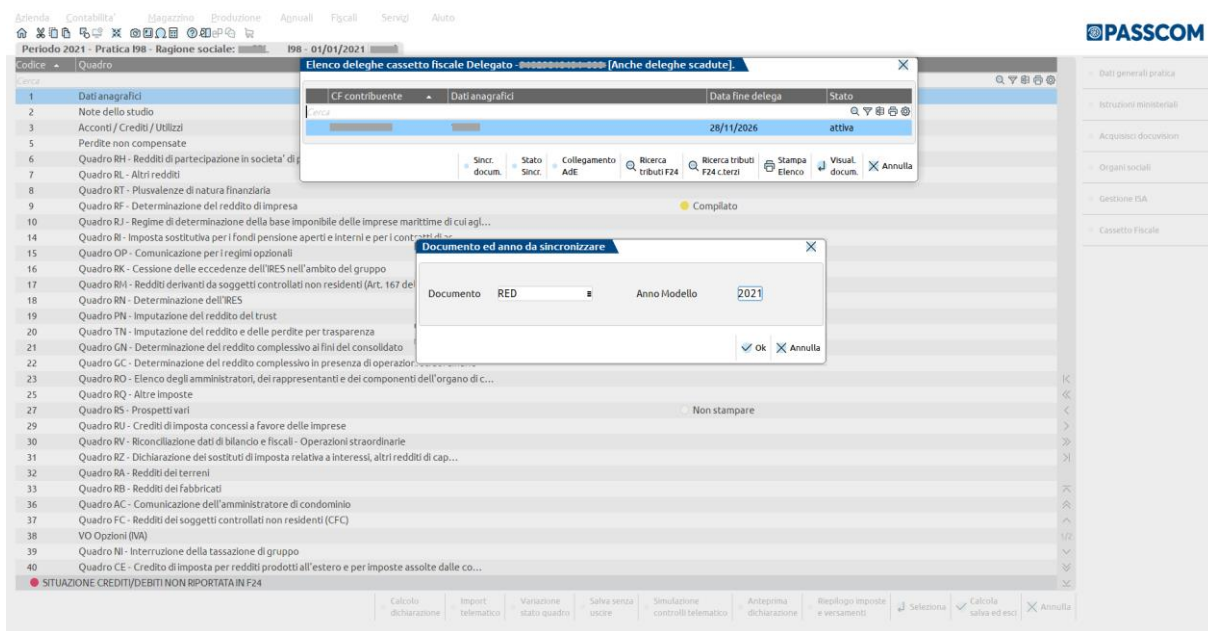 Azienda Contabilita' Magazzino Produzione Annuali Fiscali Servizi Aiuto
PASSCOM
Periodo 2021 - Pratica I98 - Ragione sociale: I98 - 01/01/2021
Codice Quadro
Cerca
1 Dati anagrafici
2 Note dello studio
3 Acconti / Crediti / Utilizzi
5 Perdite non compensate
6 Quadro RH - Redditi di partecipazione in societa' di
7 Quadro RL - Altri redditi
8 Quadro RT - Plusvalenze di natura finanziaria
9 Quadro RF - Determinazione del reddito di impresa Compilato
10 Quadro RJ - Regime di determinazione della base imponibile delle imprese marittime di cui agl...
14 Quadro RI - Imposta sostitutiva per i fondi pensione aperti e interni e per i contratti di
15 Quadro OP - Comunicazione per i regimi opzionali
16 Quadro RK - Cessione delle eccedenze dell'IRES nell'ambito del gruppo
17 Quadro RM - Redditi derivanti da soggetti controllati non residenti (Art. 167 del
18 Quadro RN - Determinazione dell'IRES
19 Quadro PN - Imputazione del reddito del trust
20 Quadro TN - Imputazione del reddito e delle perdite per trasparenza
21 Quadro GN - Determinazione del reddito complessivo ai fini del consolidato
22 Quadro GC - Determinazione del reddito complessivo in presenza di
23 Quadro RO - Elenco degli amministratori, dei rappresentanti e dei componenti dell'organo di c...
25 Quadro RQ - Altre imposte
27 Quadro RS - Prospetti vari Non stampare
29 Quadro RU - Crediti di imposta concessi a favore delle imprese
30 Quadro RV - Riconciliazione dati di bilancio e fiscali - Operazioni straordinarie
31 Quadro RZ - Dichiarazione dei sostituti di imposta relativa a interessi, altri redditi di cap...
32 Quadro RA - Redditi dei terreni
33 Quadro RB - Redditi dei fabbricati
36 Quadro AC - Comunicazione dell'amministratore di condominio
37 Quadro FC - Redditi dei soggetti controllati non residenti (CFC)
38 VO Opzioni (IVA)
39 Quadro NI - Interruzione della tassazione di gruppo
40 Quadro CE - Credito di imposta per redditi prodotti all'estero e per imposte assolte dalle co...
SITUAZIONE CREDITI/DEBITI NON RIPORTATA IN F24
1/2
Calcolo dichiarazione Import telematico Variazione stato quadro Salva senza uscire Simulazione controlli telematico Anteprima dichiarazione Riepilogo imposte e versamenti Seleziona Calcola salva ed esci Annulla
Elenco deleghe cassetto fiscale Delegato - [Anche deleghe scadute].
CF contribuente Dati anagrafici Data fine delega Stato
Cerca
28/11/2026 attiva
Sincr. docum. Stato Sincr. Collegamento AdE Ricerca tributi F24 Ricerca tributi F24 c.terzi Stampa Elenco Visual. docum. Annulla
Documento ed anno da sincronizzare
Documento RED Anno Modello 2021
Ok Annulla
Dati generali pratica
Istruzioni ministeriali
Acquisisci docuvision
Organi sociali
Gestione ISA
Cassetto Fiscale